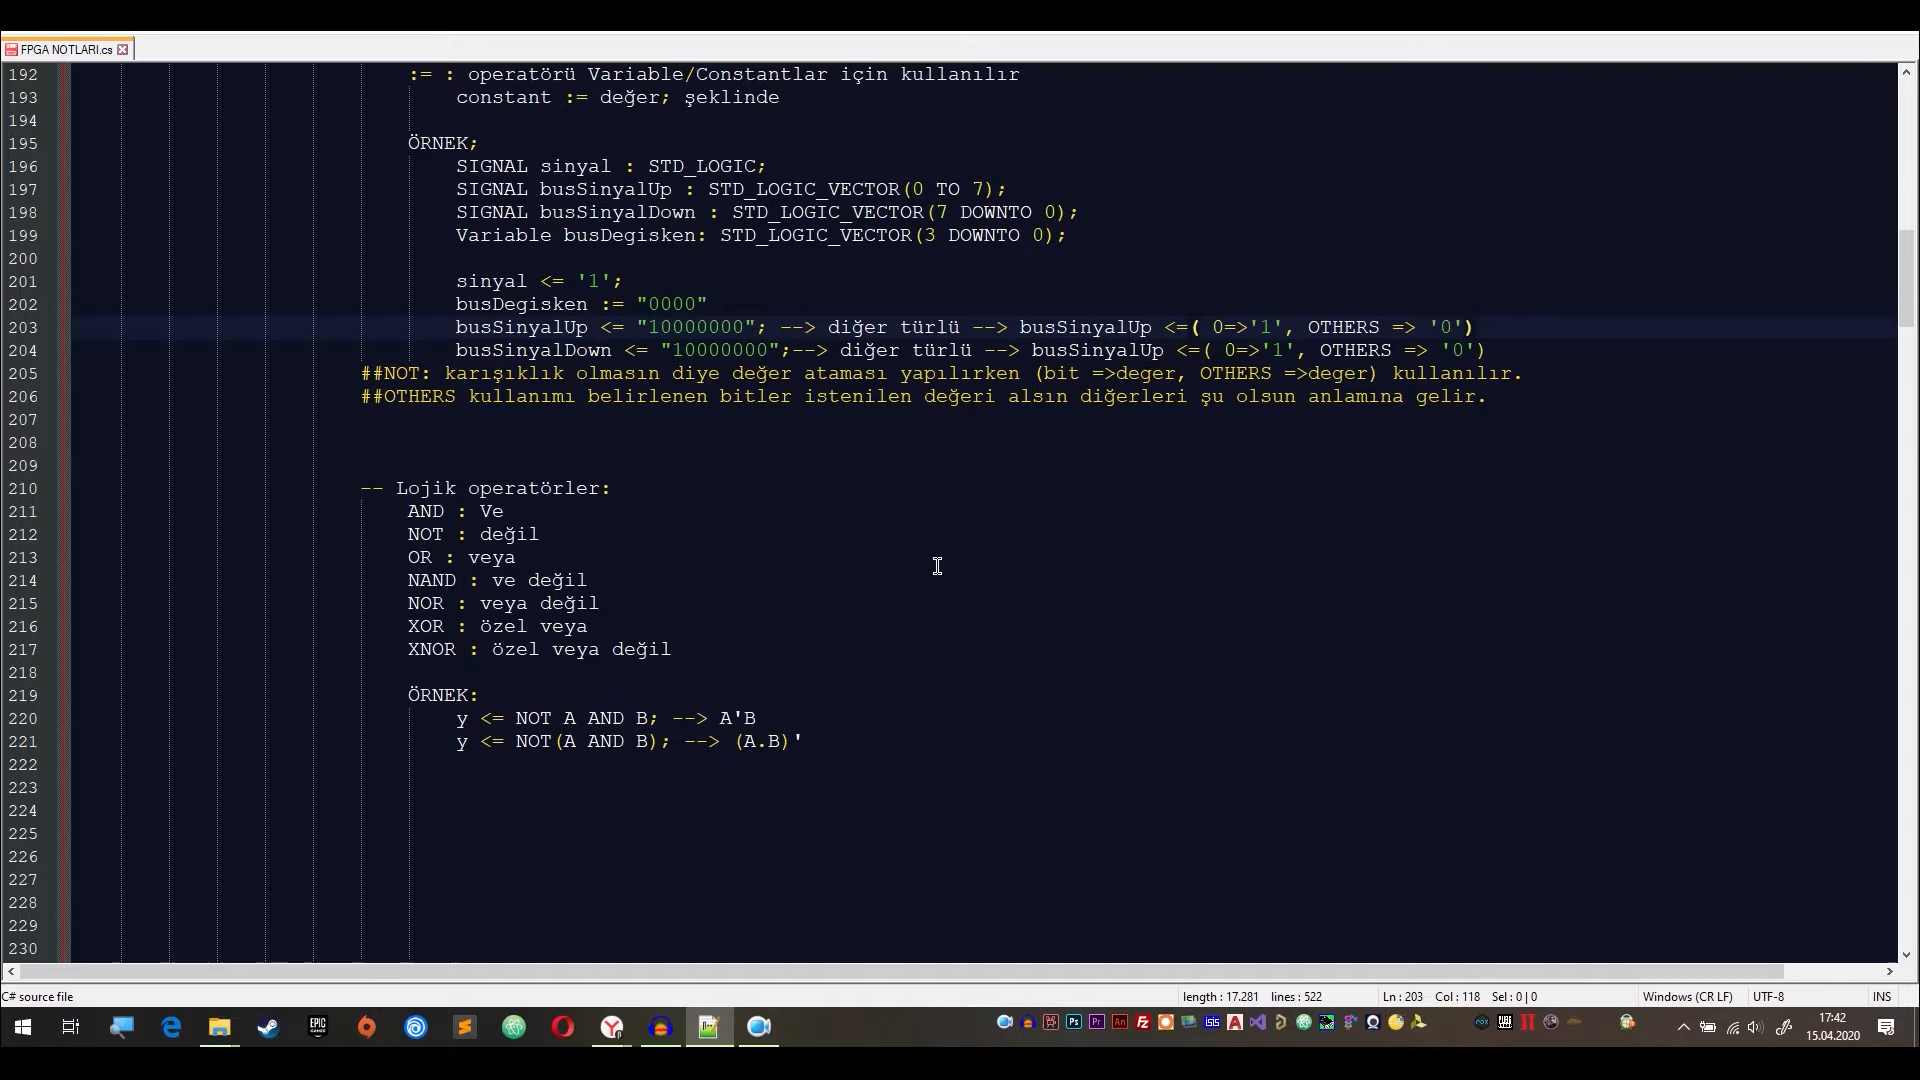 FPGA NOTLARI.cs
192 := : operatörü Variable/Constantlar için kullanılır
193 constant := değer; şeklinde
194
195 ÖRNEK;
196 SIGNAL sinyal : STD_LOGIC;
197 SIGNAL busSinyalUp : STD_LOGIC_VECTOR(0 TO 7);
198 SIGNAL busSinyalDown : STD_LOGIC_VECTOR(7 DOWNTO 0);
199 Variable busDegisken: STD_LOGIC_VECTOR(3 DOWNTO 0);
200
201 sinyal <= '1';
202 busDegisken := "0000"
203 busSinyalUp <= "10000000"; --> diğer türlü --> busSinyalUp <=( 0=>'1', OTHERS => '0')
204 busSinyalDown <= "10000000";--> diğer türlü --> busSinyalUp <=( 0=>'1', OTHERS => '0')
205 ##NOT: karışıklık olmasın diye değer ataması yapılırken (bit =>deger, OTHERS =>deger) kullanılır.
206 ##OTHERS kullanımı belirlenen bitler istenilen değeri alsın diğerleri şu olsun anlamına gelir.
207
208
209
210 -- Lojik operatörler:
211 AND : Ve
212 NOT : değil
213 OR : veya
214 NAND : ve değil
215 NOR : veya değil
216 XOR : özel veya
217 XNOR : özel veya değil
218
219 ÖRNEK:
220 y <= NOT A AND B; --> A'B
221 y <= NOT(A AND B); --> (A.B)'
222
223
224
225
226
227
228
229
230
C# source file length : 17.281 lines : 522 Ln : 203 Col : 118 Sel : 0 | 0 Windows (CR LF) UTF-8 INS
EPIC GAMES Ps Pr An Fz
17:42
15.04.2020